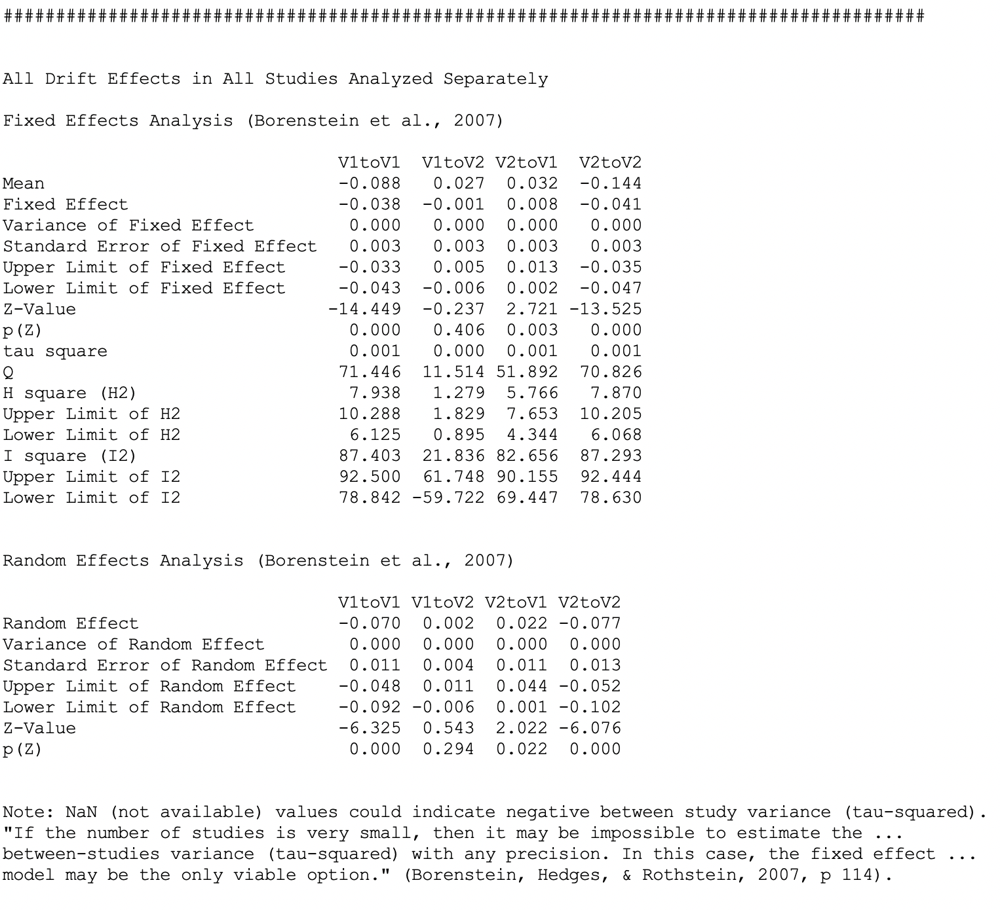 ########################################################################################
All Drift Effects in All Studies Analyzed Separately
Fixed Effects Analysis (Borenstein et al., 2007)
V1toV1 V1toV2 V2toV1 V2toV2
Mean -0.088 0.027 0.032 -0.144
Fixed Effect -0.038 -0.001 0.008 -0.041
Variance of Fixed Effect 0.000 0.000 0.000 0.000
Standard Error of Fixed Effect 0.003 0.003 0.003 0.003
Upper Limit of Fixed Effect -0.033 0.005 0.013 -0.035
Lower Limit of Fixed Effect -0.043 -0.006 0.002 -0.047
Z-Value -14.449 -0.237 2.721 -13.525
p(Z) 0.000 0.406 0.003 0.000
tau square 0.001 0.000 0.001 0.001
Q 71.446 11.514 51.892 70.826
H square (H2) 7.938 1.279 5.766 7.870
Upper Limit of H2 10.288 1.829 7.653 10.205
Lower Limit of H2 6.125 0.895 4.344 6.068
I square (I2) 87.403 21.836 82.656 87.293
Upper Limit of I2 92.500 61.748 90.155 92.444
Lower Limit of I2 78.842 -59.722 69.447 78.630
Random Effects Analysis (Borenstein et al., 2007)
V1toV1 V1toV2 V2toV1 V2toV2
Random Effect -0.070 0.002 0.022 -0.077
Variance of Random Effect 0.000 0.000 0.000 0.000
Standard Error of Random Effect 0.011 0.004 0.011 0.013
Upper Limit of Random Effect -0.048 0.011 0.044 -0.052
Lower Limit of Random Effect -0.092 -0.006 0.001 -0.102
Z-Value -6.325 0.543 2.022 -6.076
p(Z) 0.000 0.294 0.022 0.000
Note: NaN (not available) values could indicate negative between study variance (tau-squared).
"If the number of studies is very small, then it may be impossible to estimate the ...
between-studies variance (tau-squared) with any precision. In this case, the fixed effect ...
model may be the only viable option." (Borenstein, Hedges, & Rothstein, 2007, p 114).